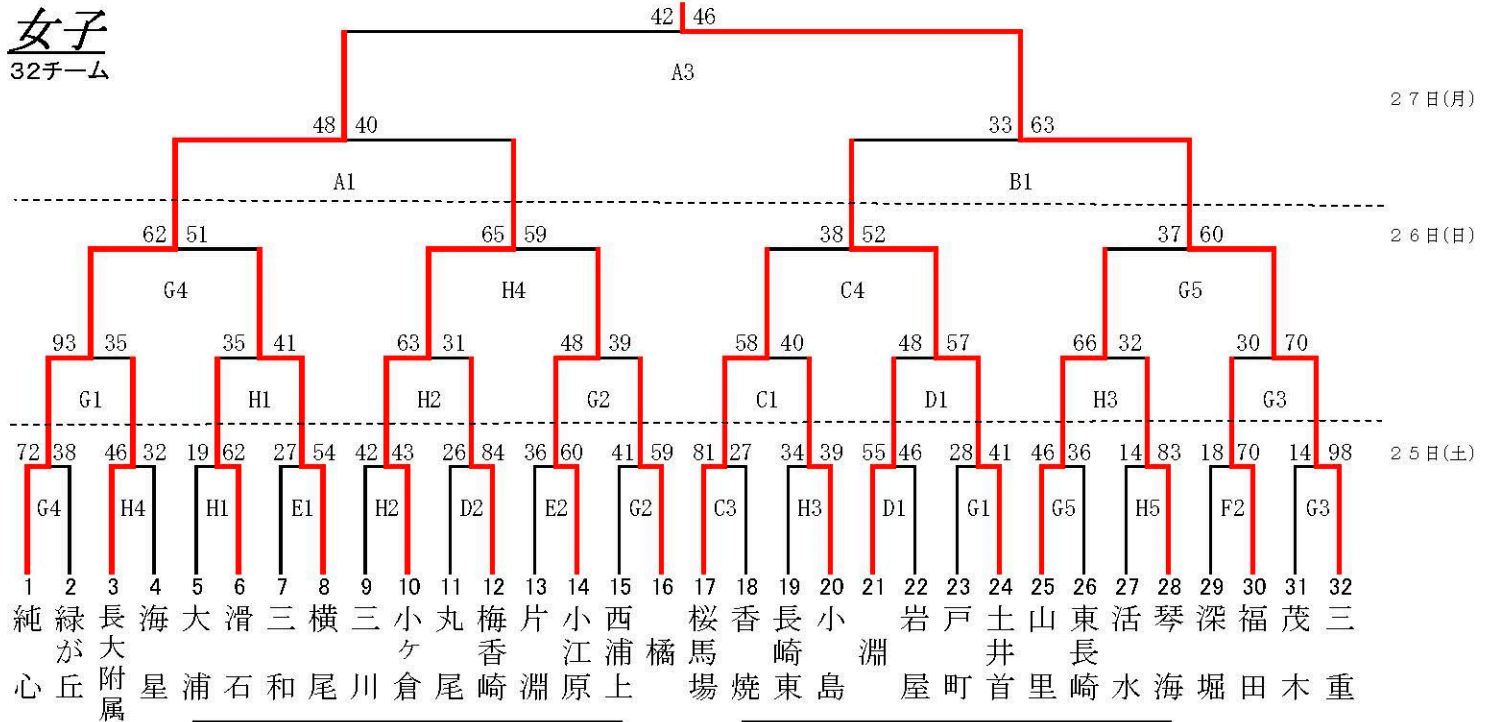 女子
32チーム
42 46
A3
27日(月)
48 40 33 63
A1 B1
62 51 65 59 38 52 37 60
26日(日)
G4 H4 C4 G5
93 35 35 41 63 31 48 39 58 40 48 57 66 32 30 70
G1 H1 H2 G2 C1 D1 H3 G3
72 38 46 32 19 62 27 54 42 43 26 84 36 60 41 59 81 27 34 39 55 46 28 41 46 36 14 83 18 70 14 98
25日(土)
G4 H4 H1 E1 H2 D2 E2 G2 C3 H3 D1 G1 G5 H5 F2 G3
1 2 3 4 5 6 7 8 9 10 11 12 13 14 15 16 17 18 19 20 21 22 23 24 25 26 27 28 29 30 31 32
純心
緑が丘
長大附属
海星
大浦
滑石
三和
横尾
三川
小ヶ倉
丸尾
梅香崎
片淵
小江原
西浦上
橘
桜馬場
香焼
長崎東
小島
淵
岩屋
戸町
土井首
山里
東長崎
活水
琴海
深堀
福田
茂木
三重